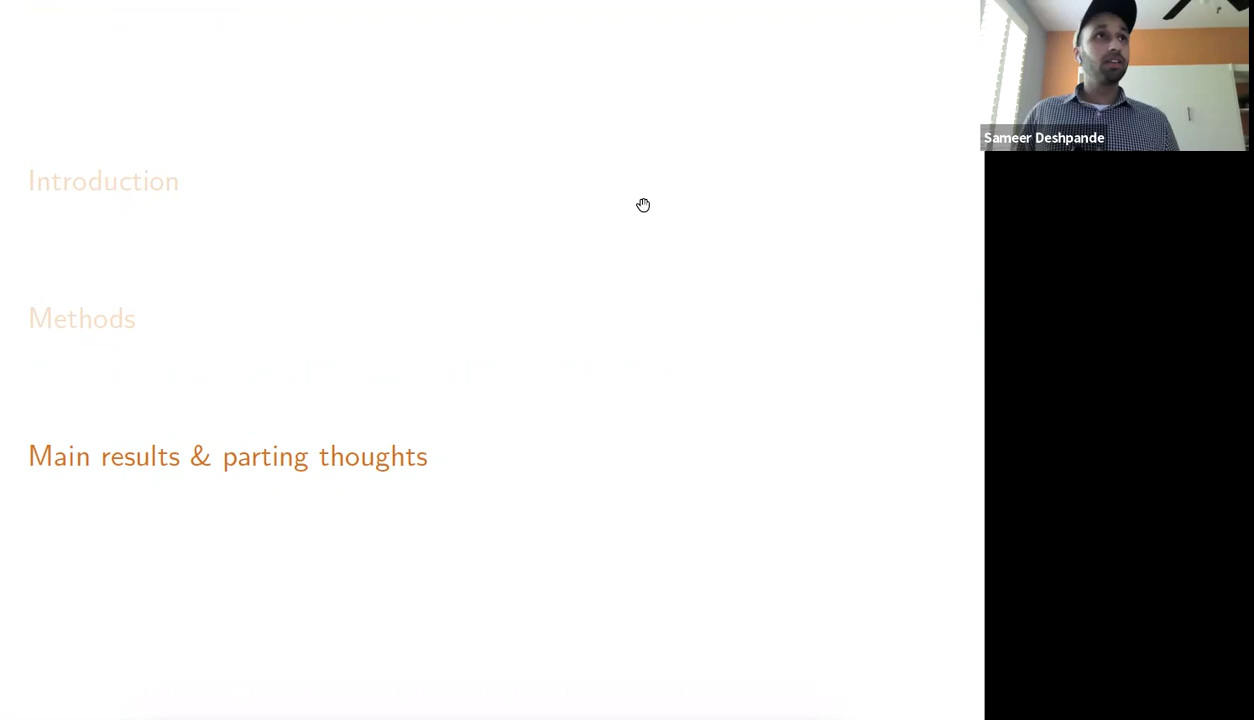 Sameer Deshpande
Introduction
Methods
Main results & parting thoughts